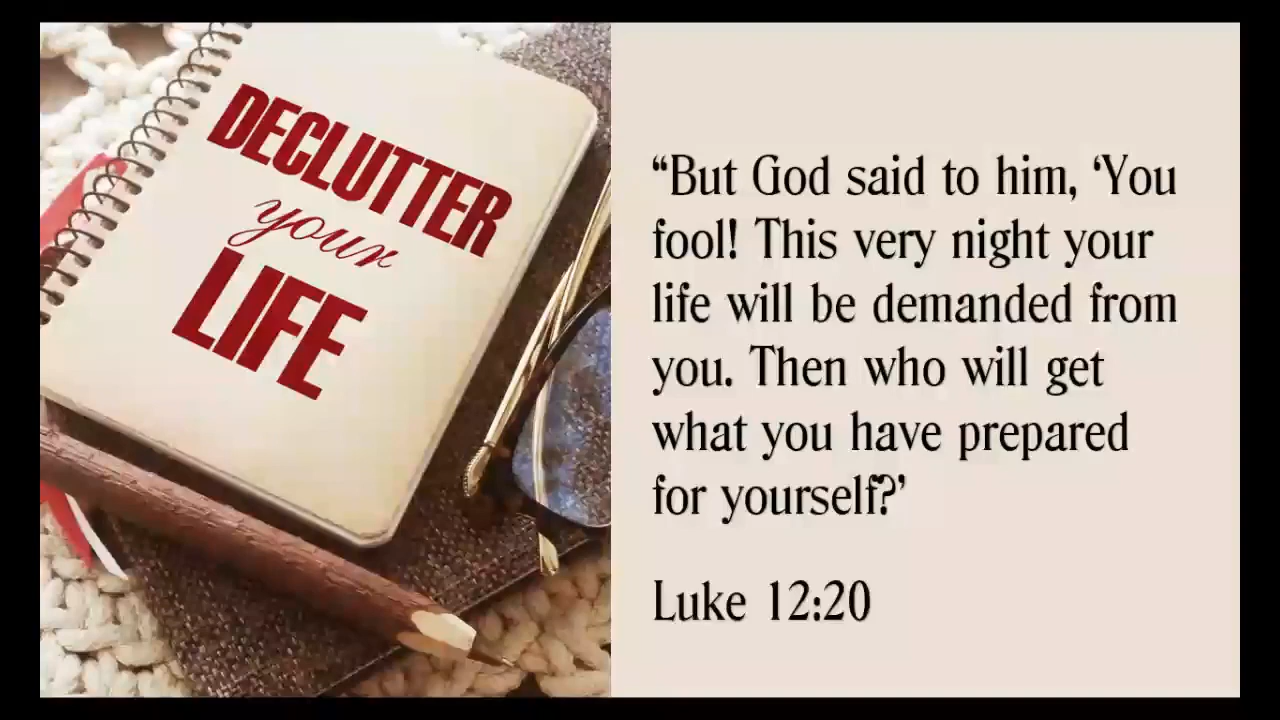 DECLUTTER
your
LIFE
“But God said to him, ‘You
fool! This very night your
life will be demanded from
you. Then who will get
what you have prepared
for yourself?’
Luke 12:20